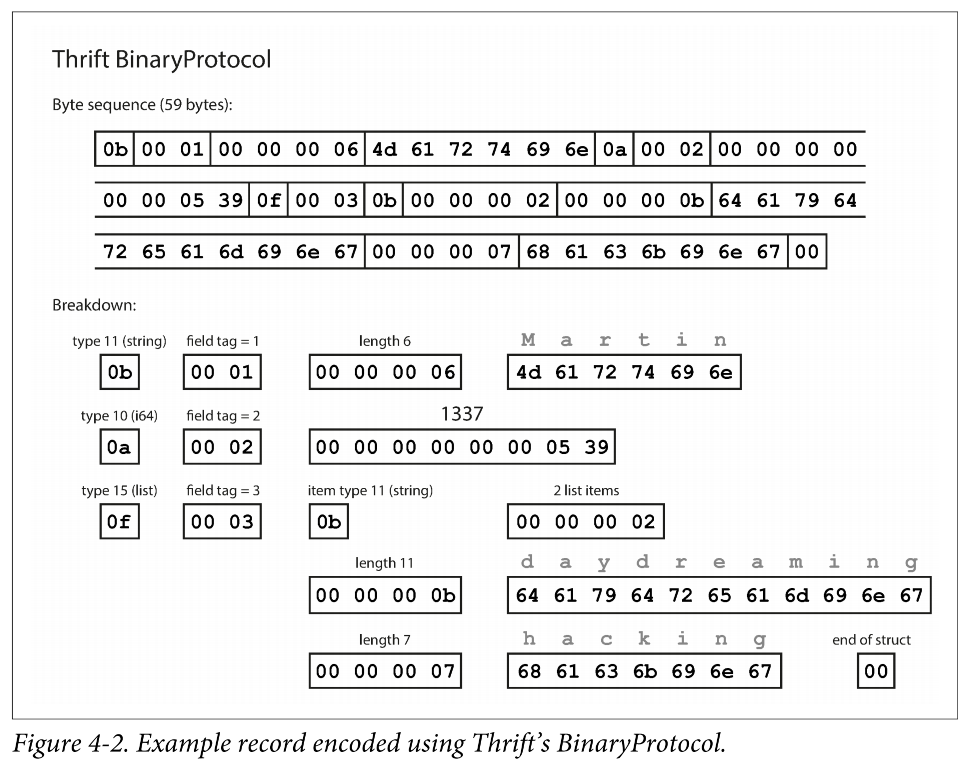 Thrift BinaryProtocol
Byte sequence (59 bytes):
0b 00 01 00 00 00 06 4d 61 72 74 69 6e 0a 00 02 00 00 00 00
00 00 05 39 0f 00 03 0b 00 00 00 02 00 00 00 0b 64 61 79 64
72 65 61 6d 69 6e 67 00 00 00 07 68 61 63 6b 69 6e 67 00
Breakdown:
type 11 (string) field tag = 1 length 6 M a r t i n
0b 00 01 00 00 00 06 4d 61 72 74 69 6e
type 10 (i64) field tag = 2 1337
0a 00 02 00 00 00 00 00 00 05 39
type 15 (list) field tag = 3 item type 11 (string) 2 list items
0f 00 03 0b 00 00 00 02
length 11 d a y d r e a m i n g
00 00 00 0b 64 61 79 64 72 65 61 6d 69 6e 67
length 7 h a c k i n g end of struct
00 00 00 07 68 61 63 6b 69 6e 67 00
Figure 4-2. Example record encoded using Thrift’s BinaryProtocol.